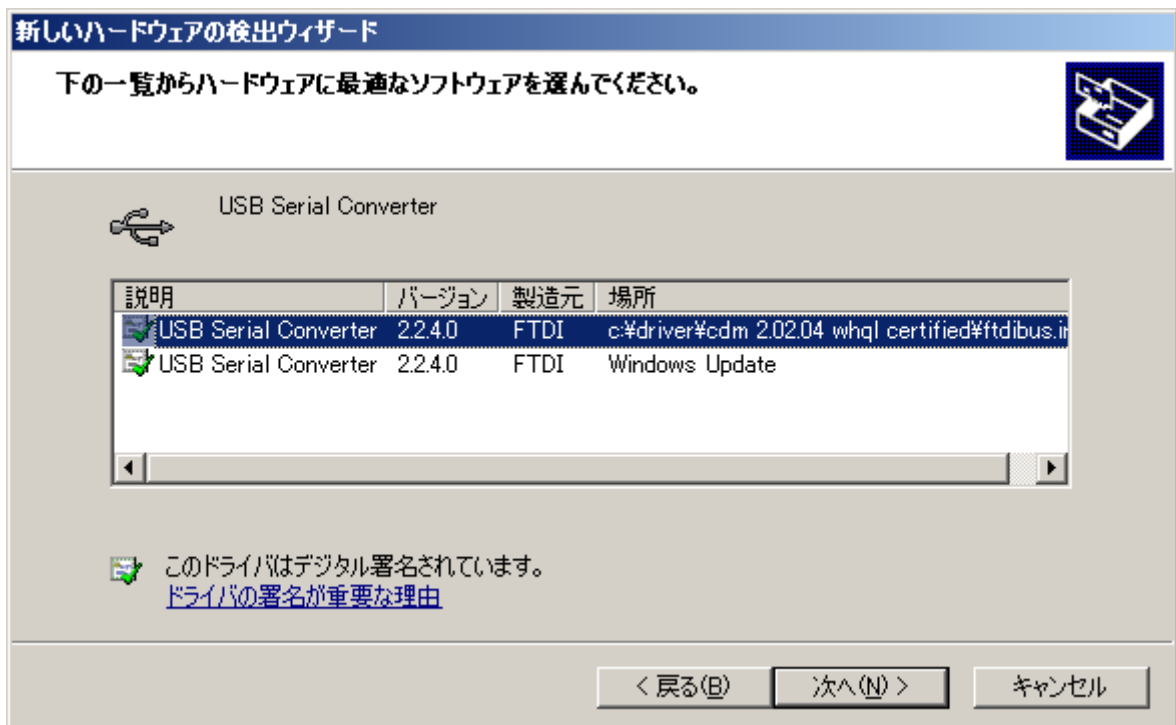 新しいハードウェアの検出ウィザード
下の一覧からハードウェアに最適なソフトウェアを選んでください。
USB Serial Converter
説明 バージョン 製造元 場所
USB Serial Converter 2.2.4.0 FTDI c:¥driver¥cdm 2.02.04 whql certified¥ftdibus.in
USB Serial Converter 2.2.4.0 FTDI Windows Update
このドライバはデジタル署名されています。
ドライバの署名が重要な理由
< 戻る(B) 次へ(N) > キャンセル